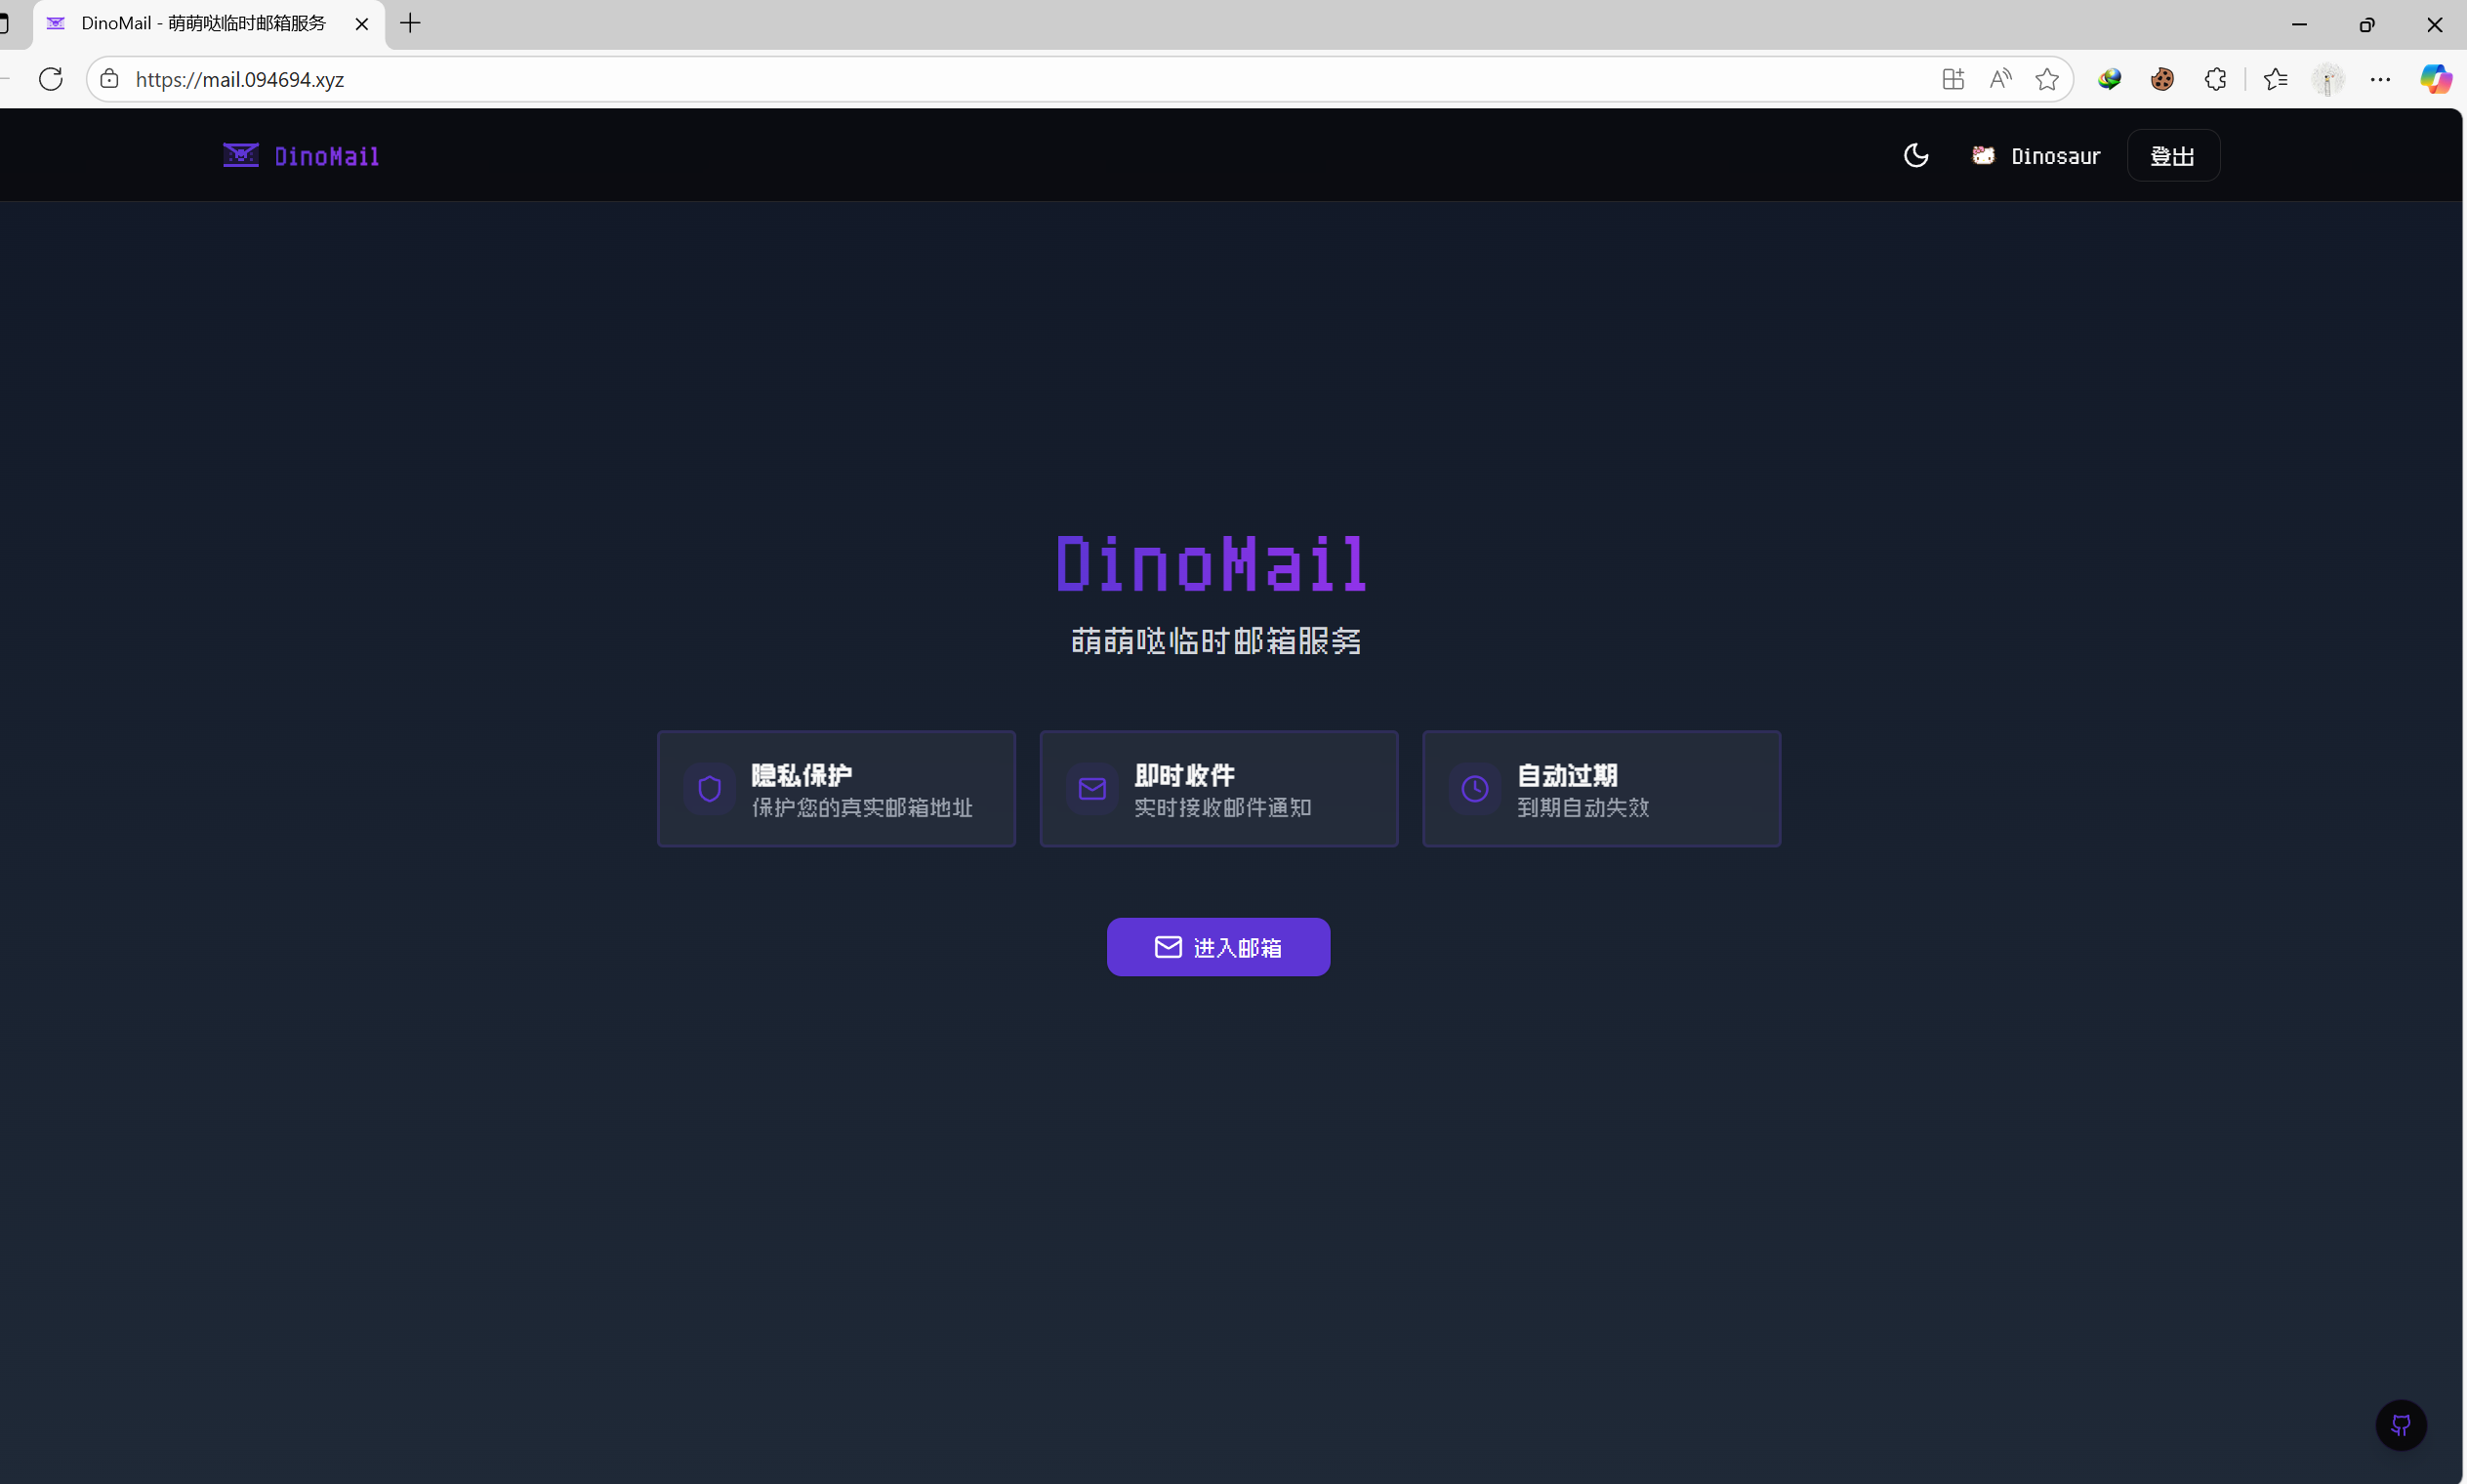 DinoMail - 萌萌哒临时邮箱服务
https://mail.094694.xyz
DinoMail
Dinosaur
登出
DinoMail
萌萌哒临时邮箱服务
隐私保护
保护您的真实邮箱地址
即时收件
实时接收邮件通知
自动过期
到期自动失效
进入邮箱